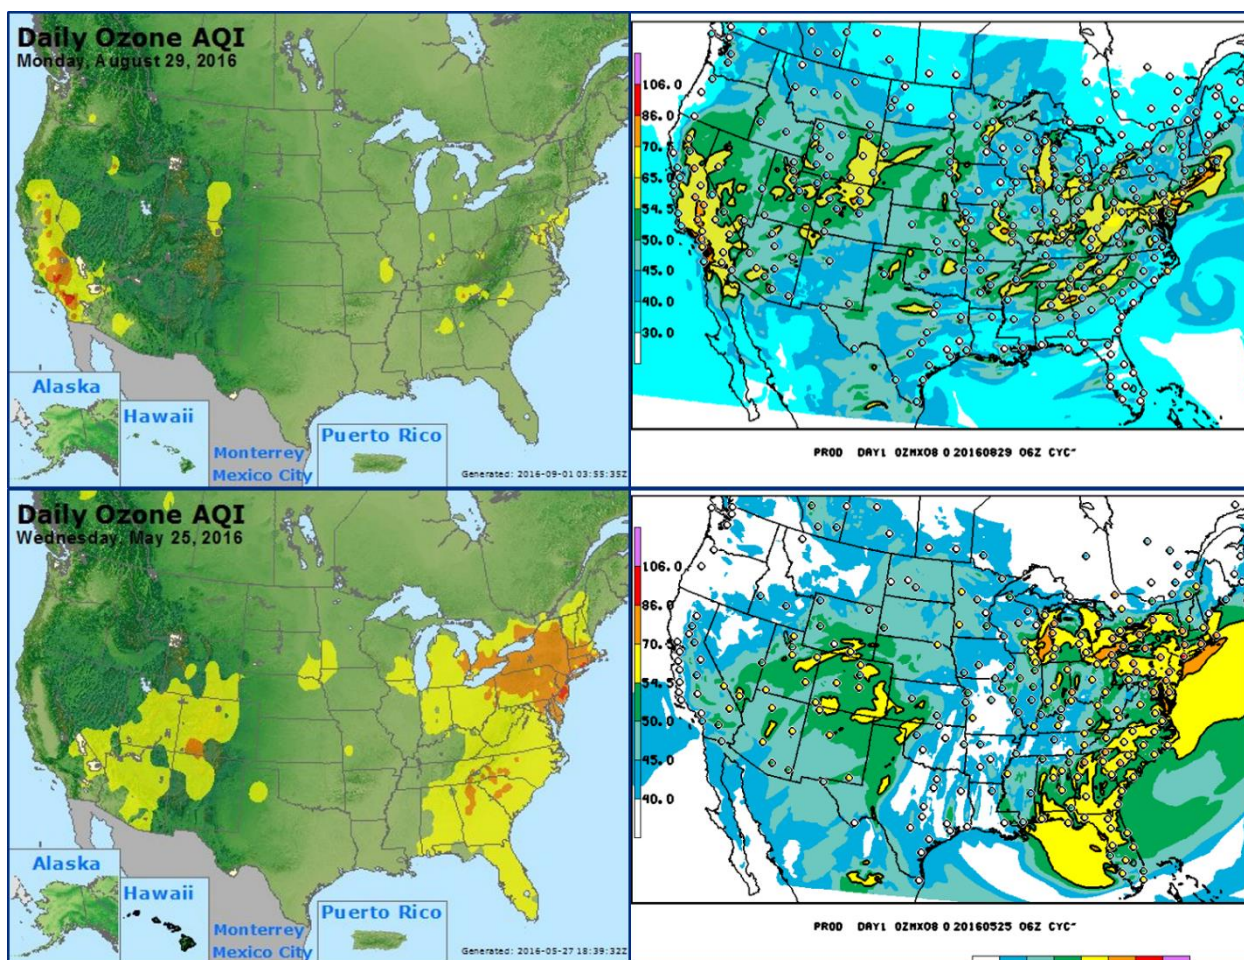 Daily Ozone AQI
Monday, August 29, 2016
Alaska
Hawaii
Monterrey
Mexico City
Puerto Rico
Generated: 2016-09-01 03:55:35Z
106.0
86.0
70.
65.0
54.5
50.0
45.0
40.0
30.0
PROD DAY1 OZMX08 0 20160829 06Z CYC
Daily Ozone AQI
Wednesday, May 25, 2016
Alaska
Hawaii
Monterrey
Mexico City
Puerto Rico
Generated: 2016-05-27 18:39:32Z
106.0
86.0
70.
50.0
45.0
40.0
PROD DAY1 OZMX08 0 20160525 06Z CYC